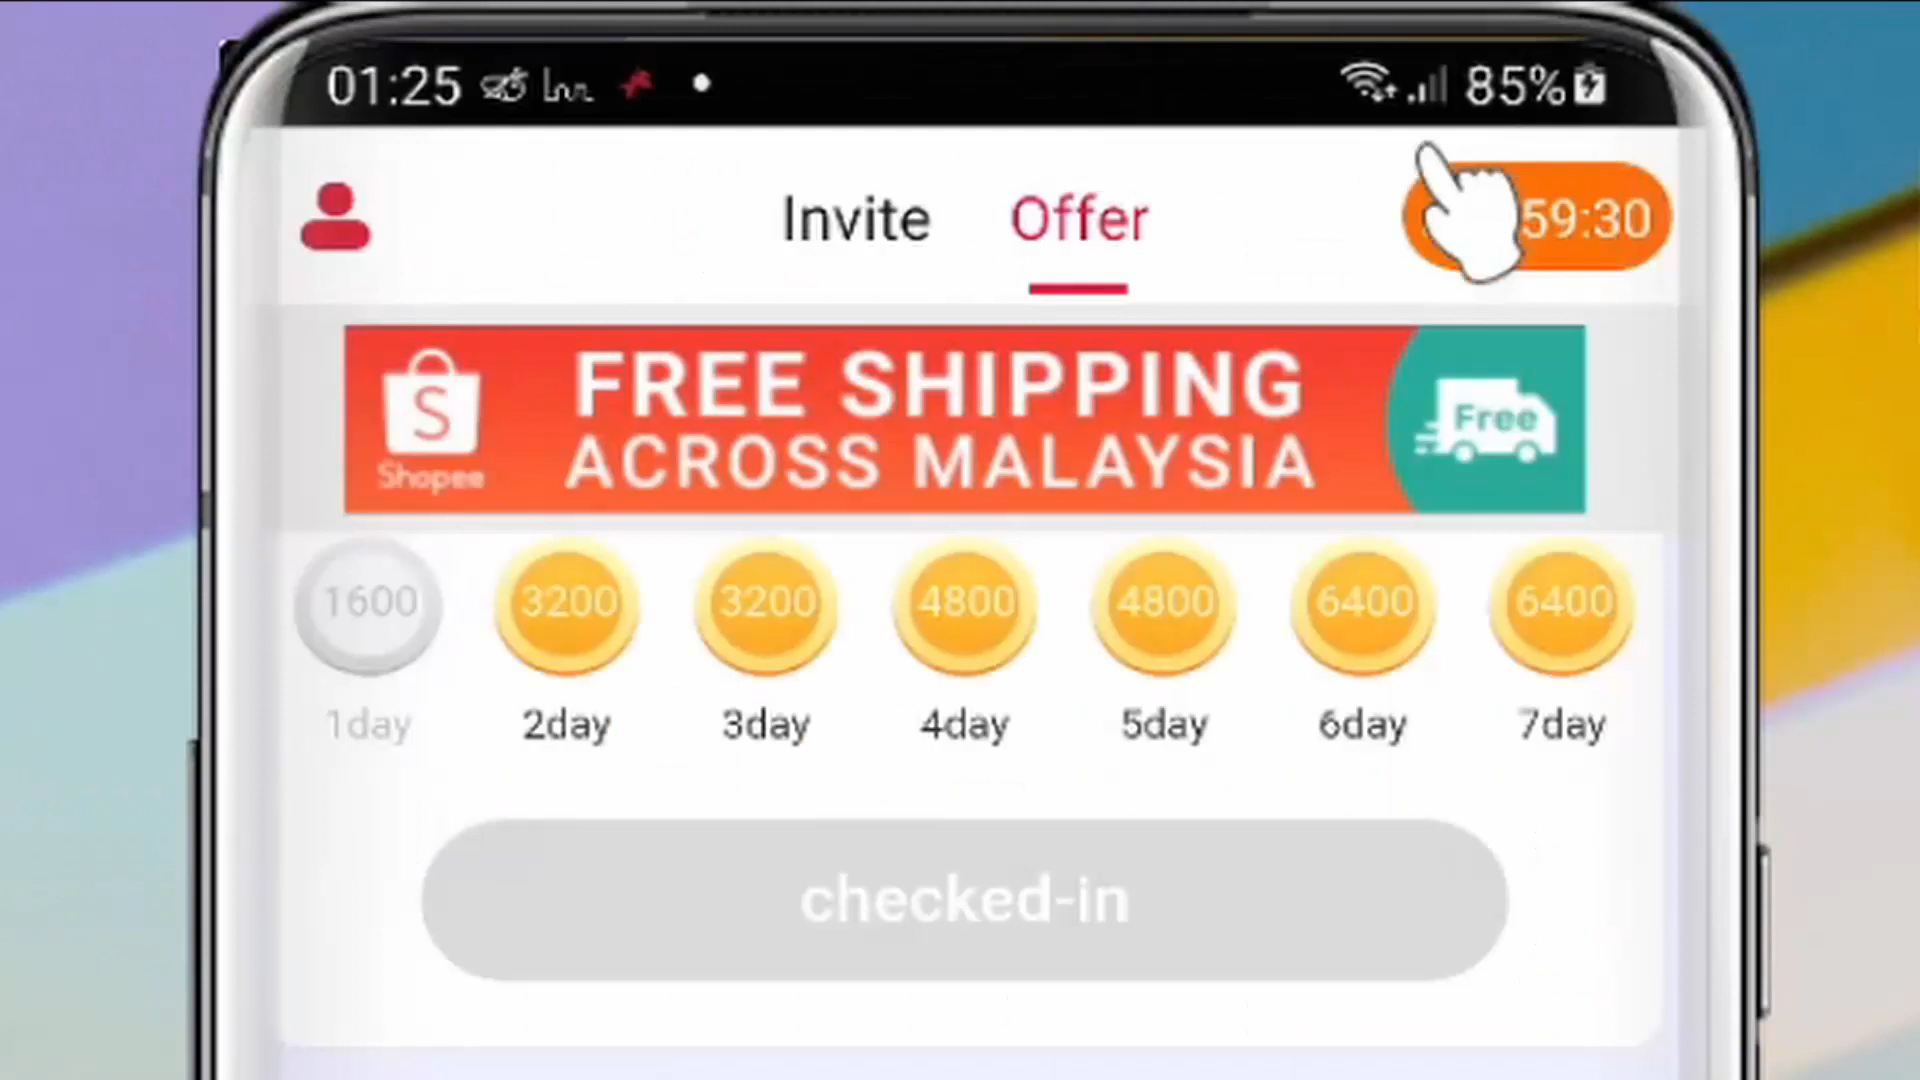 01:25
85%
Invite
Offer
59:30
FREE SHIPPING
ACROSS MALAYSIA
Shopee
Free
1600
3200
3200
4800
4800
6400
6400
1day
2day
3day
4day
5day
6day
7day
checked-in